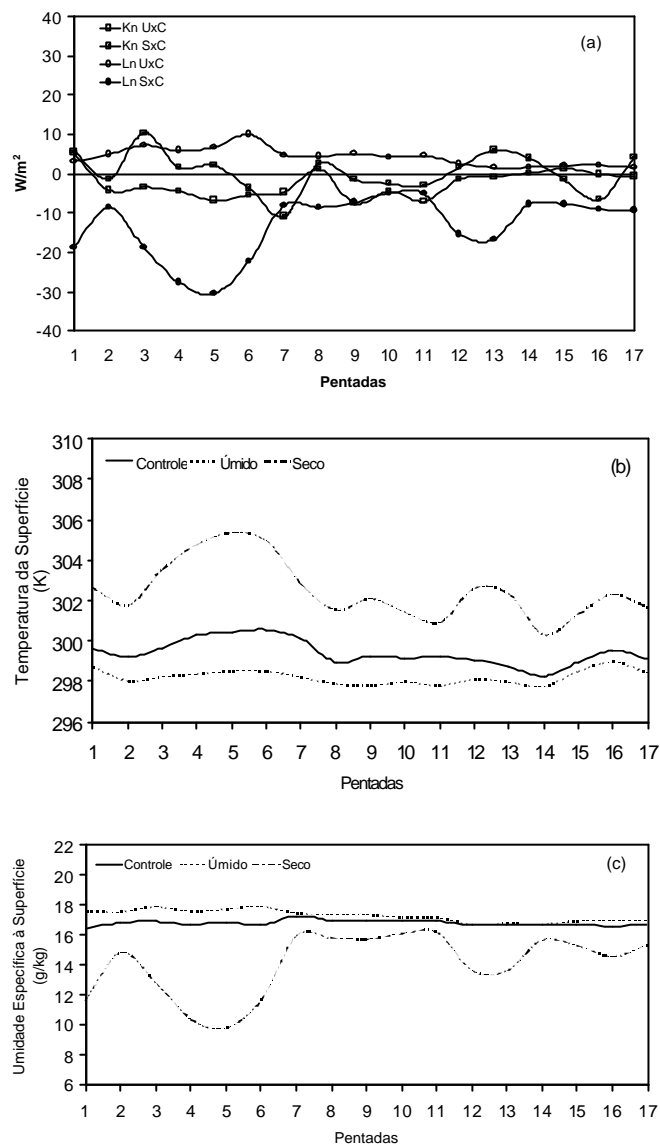 40
30
20
10
0
-10
-20
-30
-40
W/m²
Kn UxC
Kn SxC
Ln UxC
Ln SxC
(a)
1 2 3 4 5 6 7 8 9 10 11 12 13 14 15 16 17
Pentadas
310
308
306
304
302
300
298
296
Temperatura da Superfície
(K)
Controle Úmido Seco
(b)
1 2 3 4 5 6 7 8 9 10 11 12 13 14 15 16 17
Pentadas
22
20
18
16
14
12
10
8
6
Umidade Específica à Superfície
(g/kg)
Controle Úmido Seco
(c)
1 2 3 4 5 6 7 8 9 10 11 12 13 14 15 16 17
Pentadas